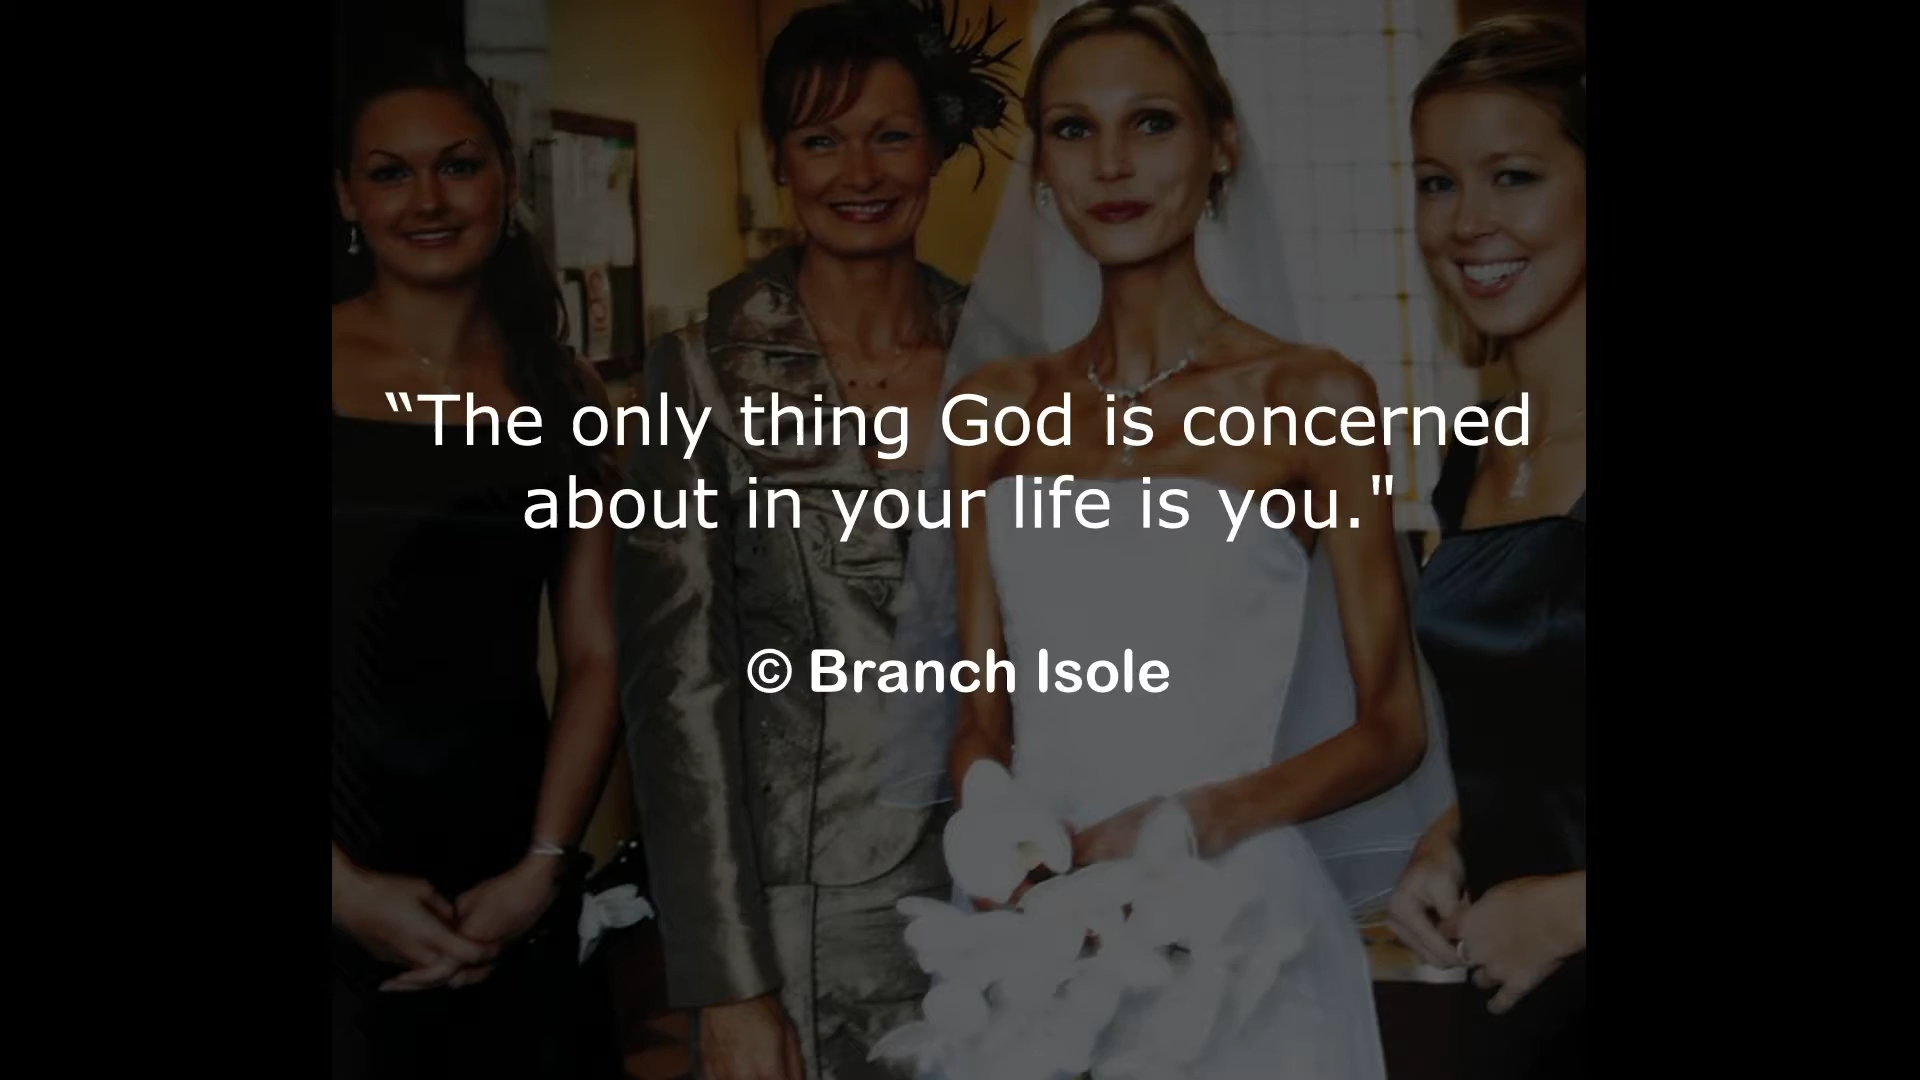 “The only thing God is concerned
about in your life is you."
© Branch Isole